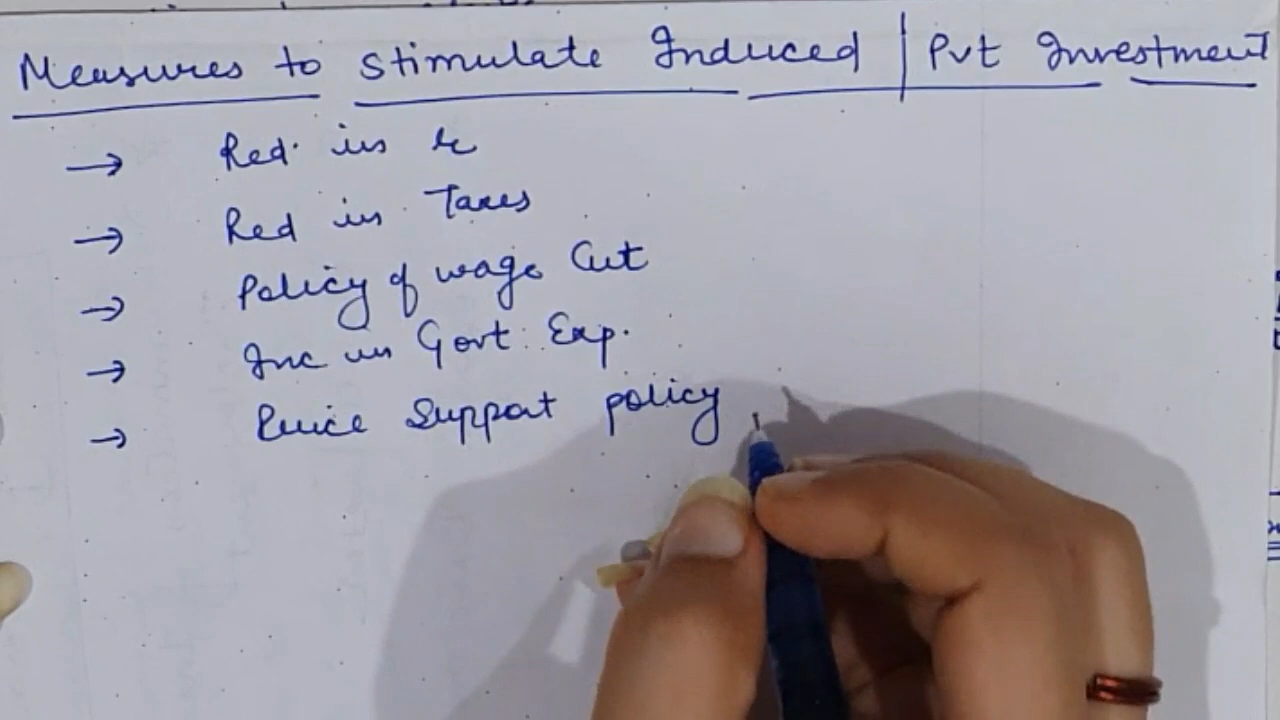 Measures to stimulate Induced | Pvt Investment
→ Red. in r
→ Red in Taxes
→ Policy of wage Cut
→ Inc in Govt. Exp.
→ Price Support policy